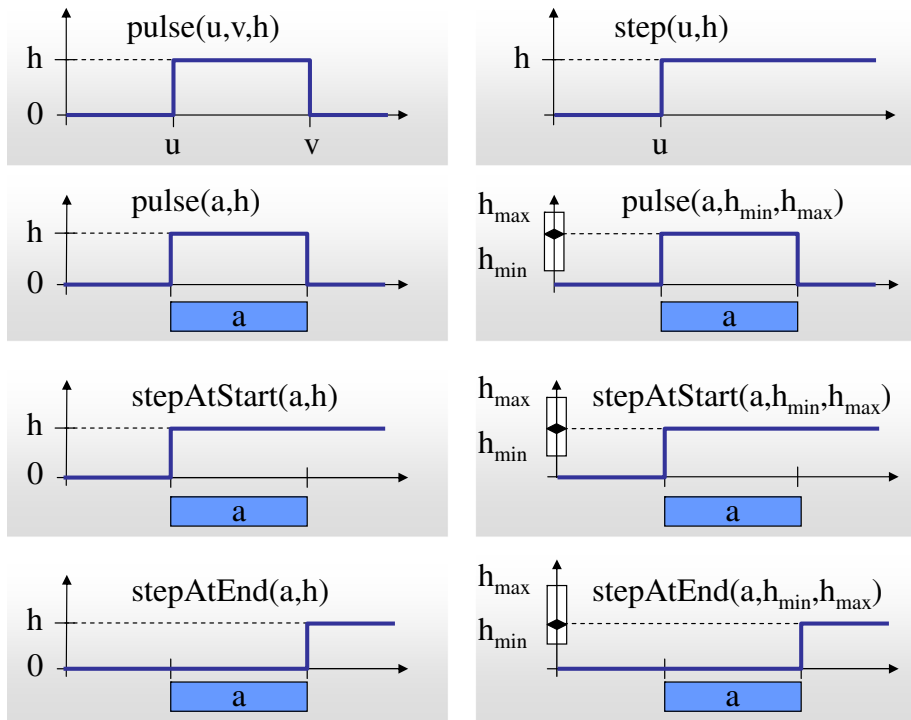 pulse(u,v,h)
h
0
u v
step(u,h)
h
u
pulse(a,h)
h
0
a
pulse(a,hmin,hmax)
hmax
hmin
a
stepAtStart(a,h)
h
0
a
stepAtStart(a,hmin,hmax)
hmax
hmin
a
stepAtEnd(a,h)
h
0
a
stepAtEnd(a,hmin,hmax)
hmax
hmin
a